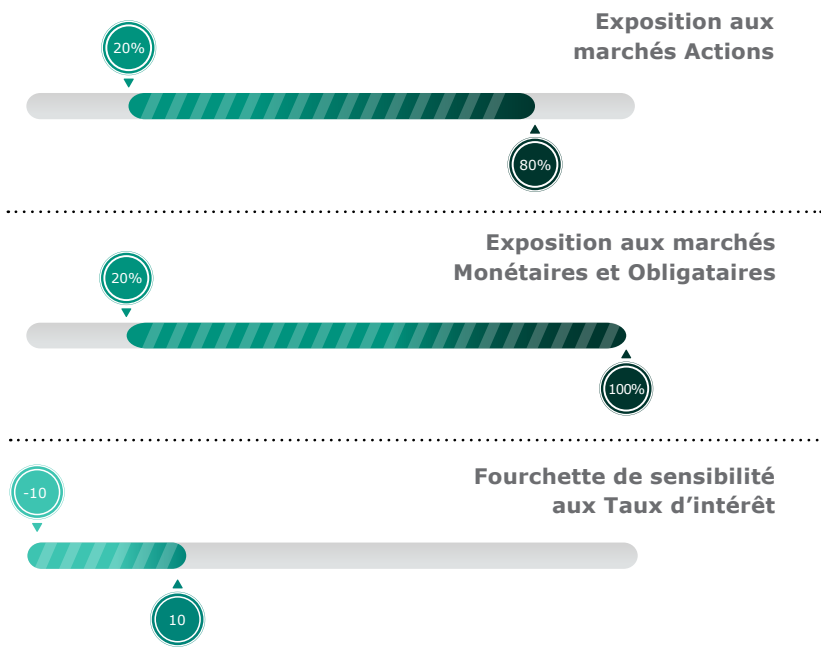 Exposition aux
marchés Actions
20%
80%
Exposition aux marchés
Monétaires et Obligataires
20%
100%
Fourchette de sensibilité
aux Taux d’intérêt
-10
10